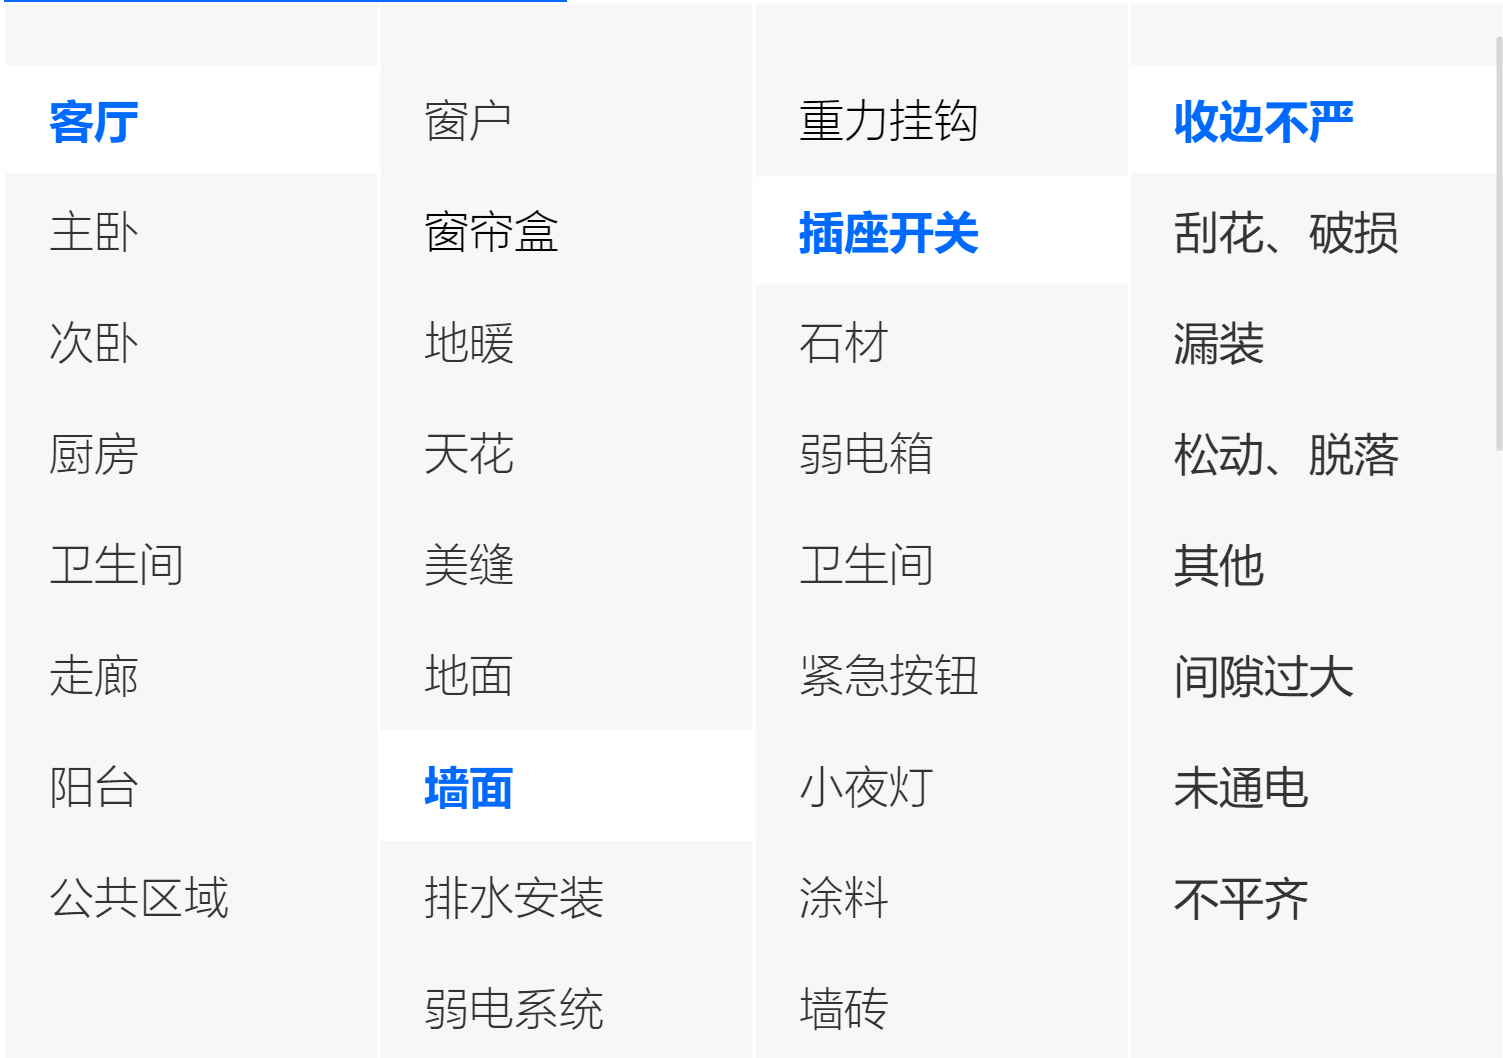 客厅
主卧
次卧
厨房
卫生间
走廊
阳台
公共区域
窗户
窗帘盒
地暖
天花
美缝
地面
墙面
排水安装
弱电系统
重力挂钩
插座开关
石材
弱电箱
卫生间
紧急按钮
小夜灯
涂料
墙砖
收边不严
刮花、破损
漏装
松动、脱落
其他
间隙过大
未通电
不平齐